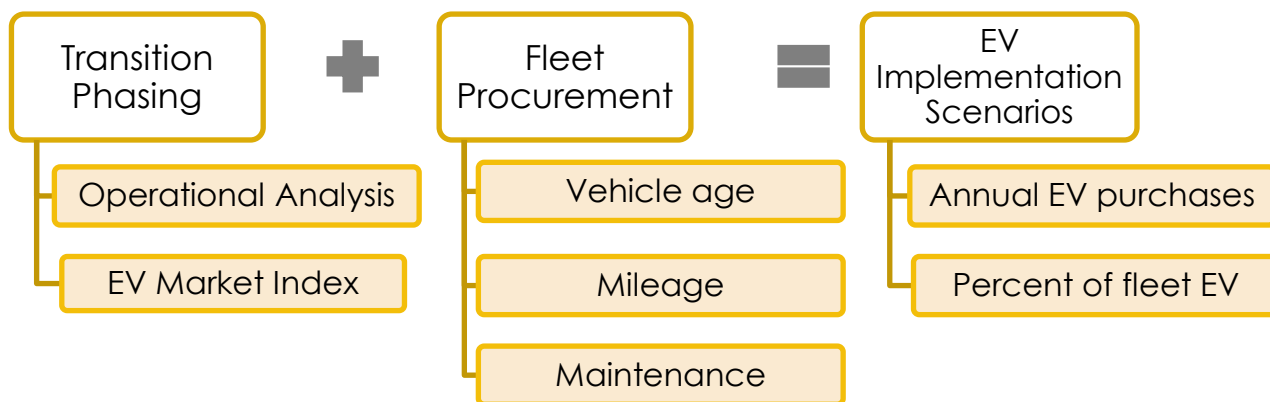 Transition
Phasing
Operational Analysis
EV Market Index
Fleet
Procurement
Vehicle age
Mileage
Maintenance
EV
Implementation
Scenarios
Annual EV purchases
Percent of fleet EV